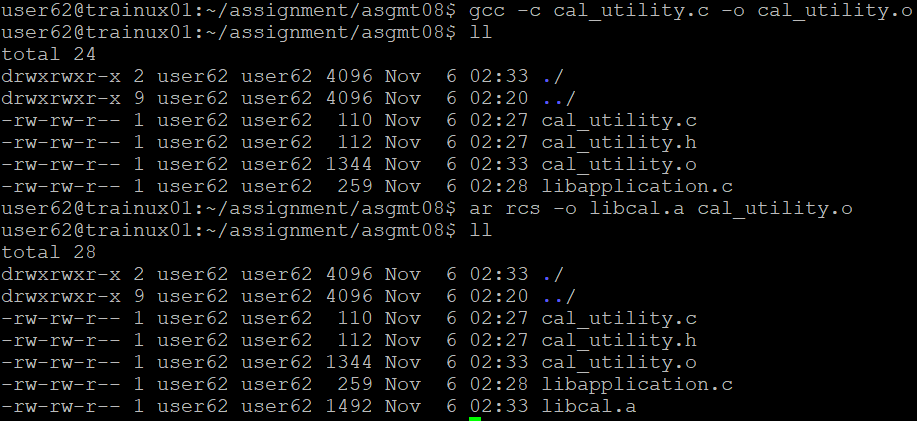 user62@trainux01:~/assignment/asgmt08$ gcc -c cal_utility.c -o cal_utility.o
user62@trainux01:~/assignment/asgmt08$ ll
total 24
drwxrwxr-x 2 user62 user62 4096 Nov  6 02:33 ./
drwxrwxr-x 9 user62 user62 4096 Nov  6 02:20 ../
-rw-rw-r-- 1 user62 user62  110 Nov  6 02:27 cal_utility.c
-rw-rw-r-- 1 user62 user62  112 Nov  6 02:27 cal_utility.h
-rw-rw-r-- 1 user62 user62 1344 Nov  6 02:33 cal_utility.o
-rw-rw-r-- 1 user62 user62  259 Nov  6 02:28 libapplication.c
user62@trainux01:~/assignment/asgmt08$ ar rcs -o libcal.a cal_utility.o
user62@trainux01:~/assignment/asgmt08$ ll
total 28
drwxrwxr-x 2 user62 user62 4096 Nov  6 02:33 ./
drwxrwxr-x 9 user62 user62 4096 Nov  6 02:20 ../
-rw-rw-r-- 1 user62 user62  110 Nov  6 02:27 cal_utility.c
-rw-rw-r-- 1 user62 user62  112 Nov  6 02:27 cal_utility.h
-rw-rw-r-- 1 user62 user62 1344 Nov  6 02:33 cal_utility.o
-rw-rw-r-- 1 user62 user62  259 Nov  6 02:28 libapplication.c
-rw-rw-r-- 1 user62 user62 1492 Nov  6 02:33 libcal.a